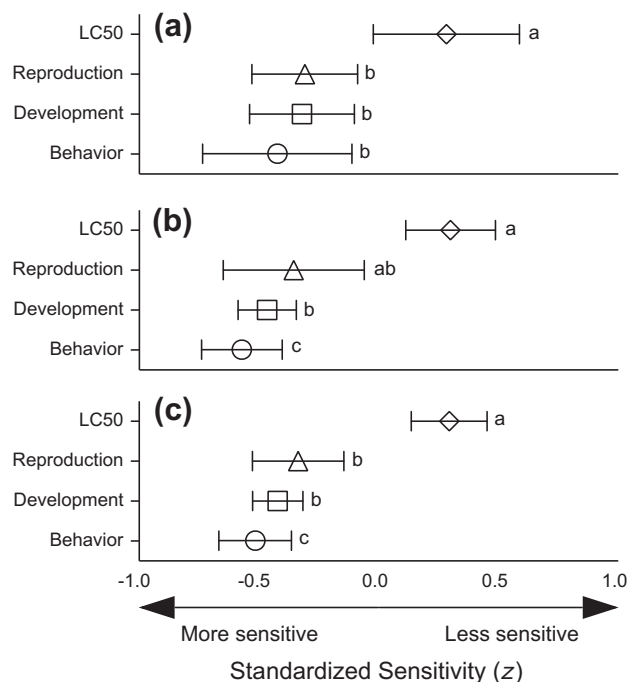 (a)
LC50 a
Reproduction b
Development b
Behavior b
(b)
LC50 a
Reproduction ab
Development b
Behavior c
(c)
LC50 a
Reproduction b
Development b
Behavior c
-1.0 -0.5 0.0 0.5 1.0
More sensitive Less sensitive
Standardized Sensitivity (z)